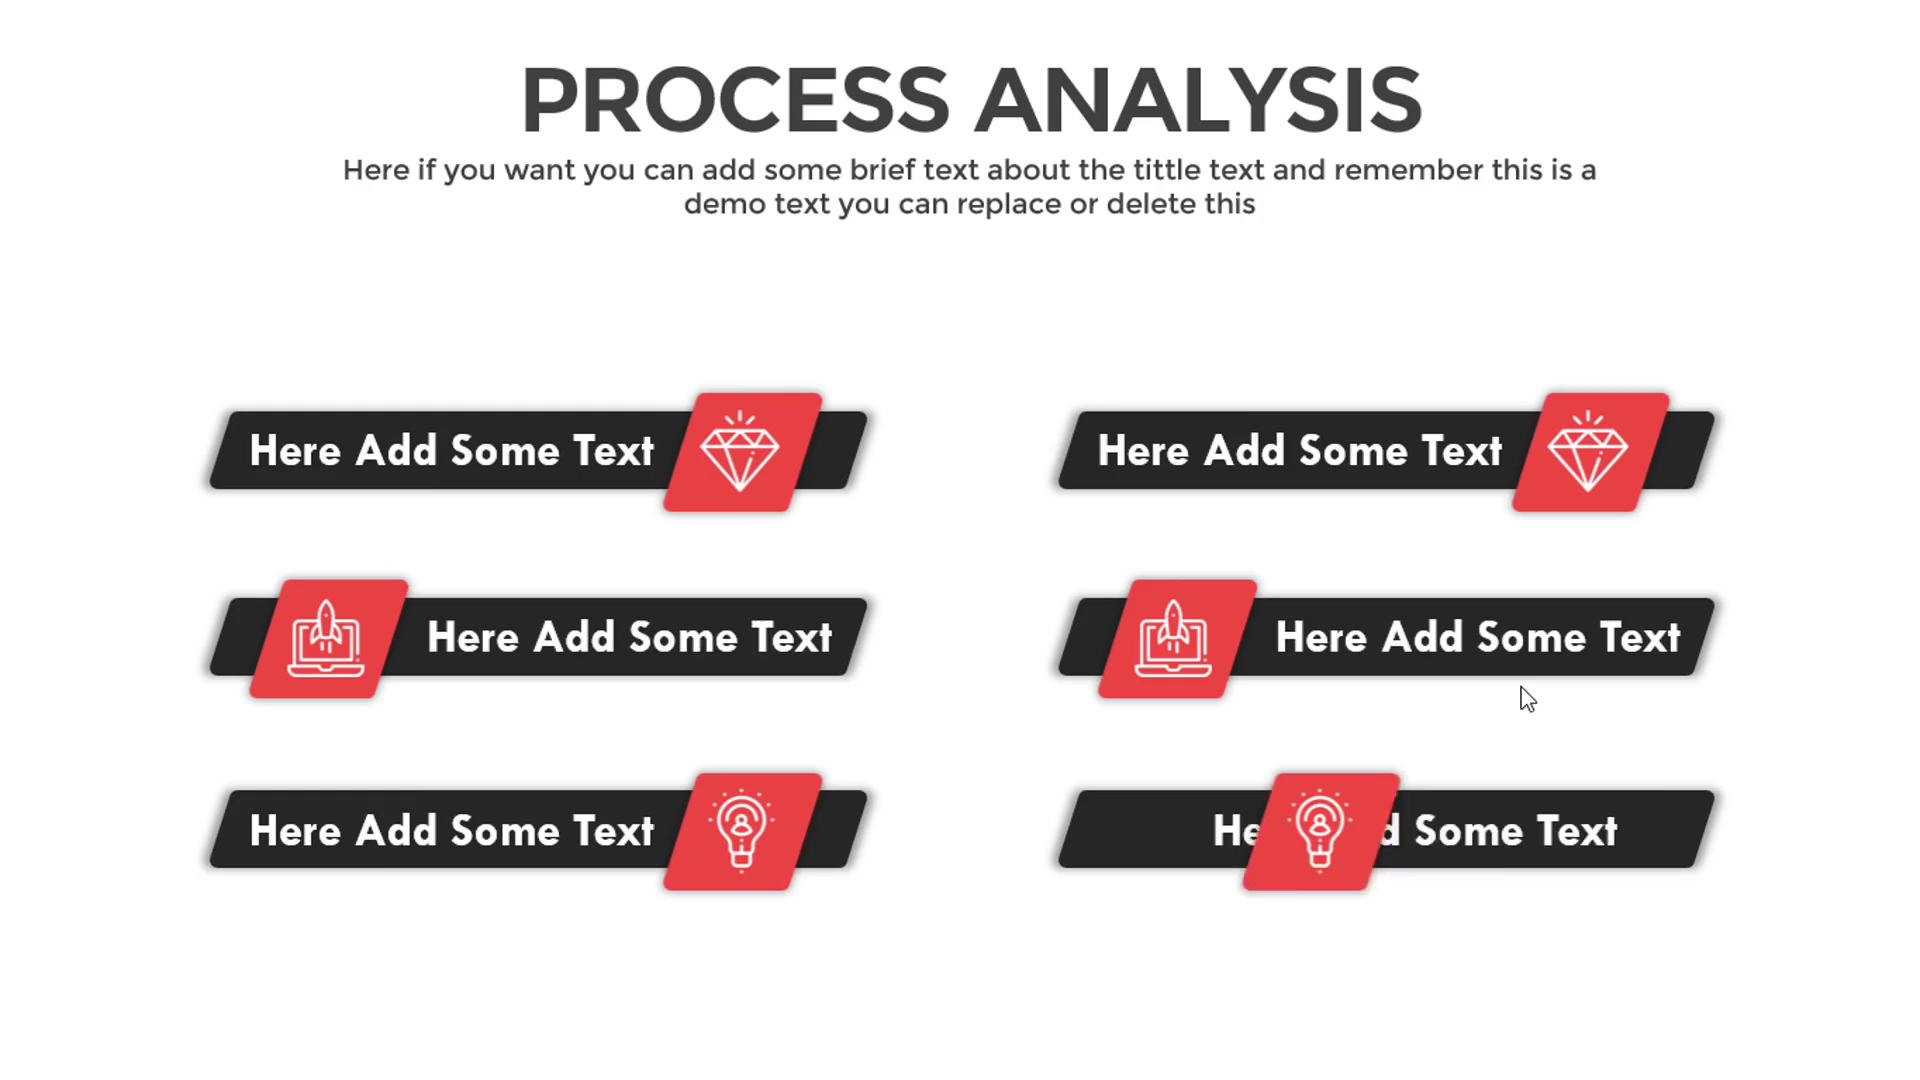 PROCESS ANALYSIS
Here if you want you can add some brief text about the tittle text and remember this is a
demo text you can replace or delete this
Here Add Some Text
Here Add Some Text
Here Add Some Text
Here Add Some Text
Here Add Some Text
Some Text